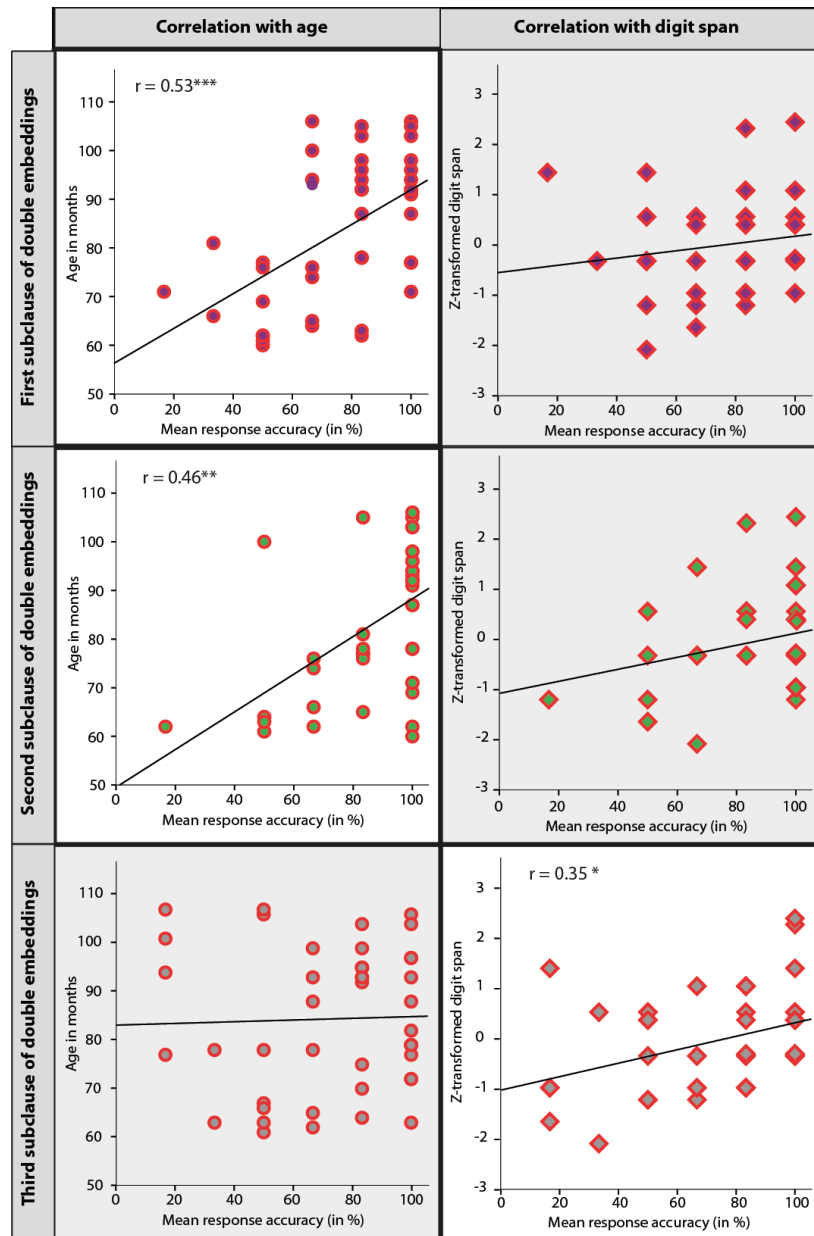 Correlation with age
Correlation with digit span
First subclause of double embeddings
r = 0.53***
Age in months
110
100
90
80
70
60
50
0 20 40 60 80 100
Mean response accuracy (in %)
Z-transformed digit span
3
2
1
0
-1
-2
-3
0 20 40 60 80 100
Mean response accuracy (in %)
Second subclause of double embeddings
r = 0.46**
Age in months
110
100
90
80
70
60
50
0 20 40 60 80 100
Mean response accuracy (in %)
Z-transformed digit span
3
2
1
0
-1
-2
-3
0 20 40 60 80 100
Mean response accuracy (in %)
Third subclause of double embeddings
Age in months
110
100
90
80
70
60
50
0 20 40 60 80 100
Mean response accuracy (in %)
r = 0.35 *
Z-transformed digit span
3
2
1
0
-1
-2
-3
0 20 40 60 80 100
Mean response accuracy (in %)